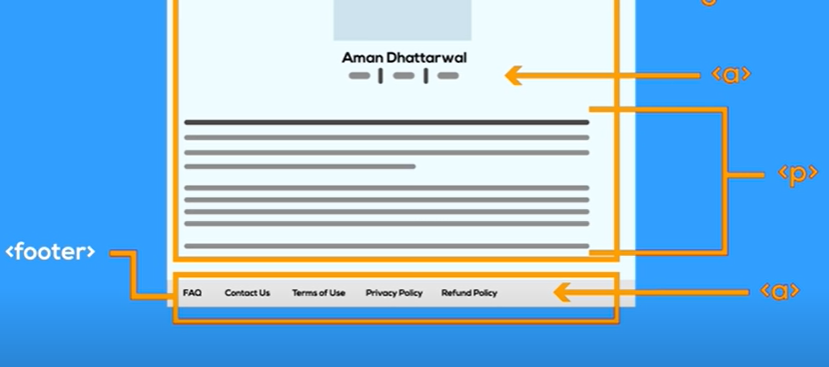 Aman Dhattarwal
<a>
<p>
<footer>
FAQ Contact Us Terms of Use Privacy Policy Refund Policy
<a>